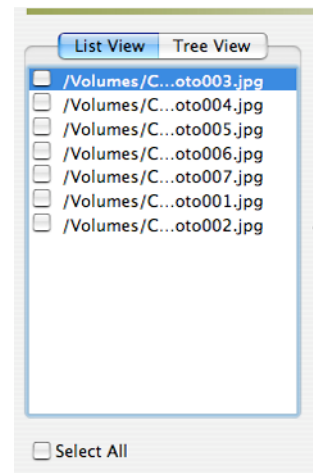 List View Tree View
/Volumes/C...oto003.jpg
/Volumes/C...oto004.jpg
/Volumes/C...oto005.jpg
/Volumes/C...oto006.jpg
/Volumes/C...oto007.jpg
/Volumes/C...oto001.jpg
/Volumes/C...oto002.jpg
Select All